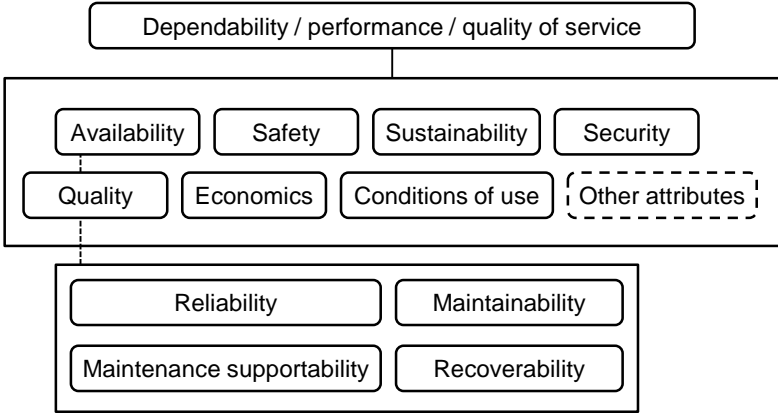 Dependability / performance / quality of service
Availability Safety Sustainability Security
Quality Economics Conditions of use Other attributes
Reliability Maintainability
Maintenance supportability Recoverability